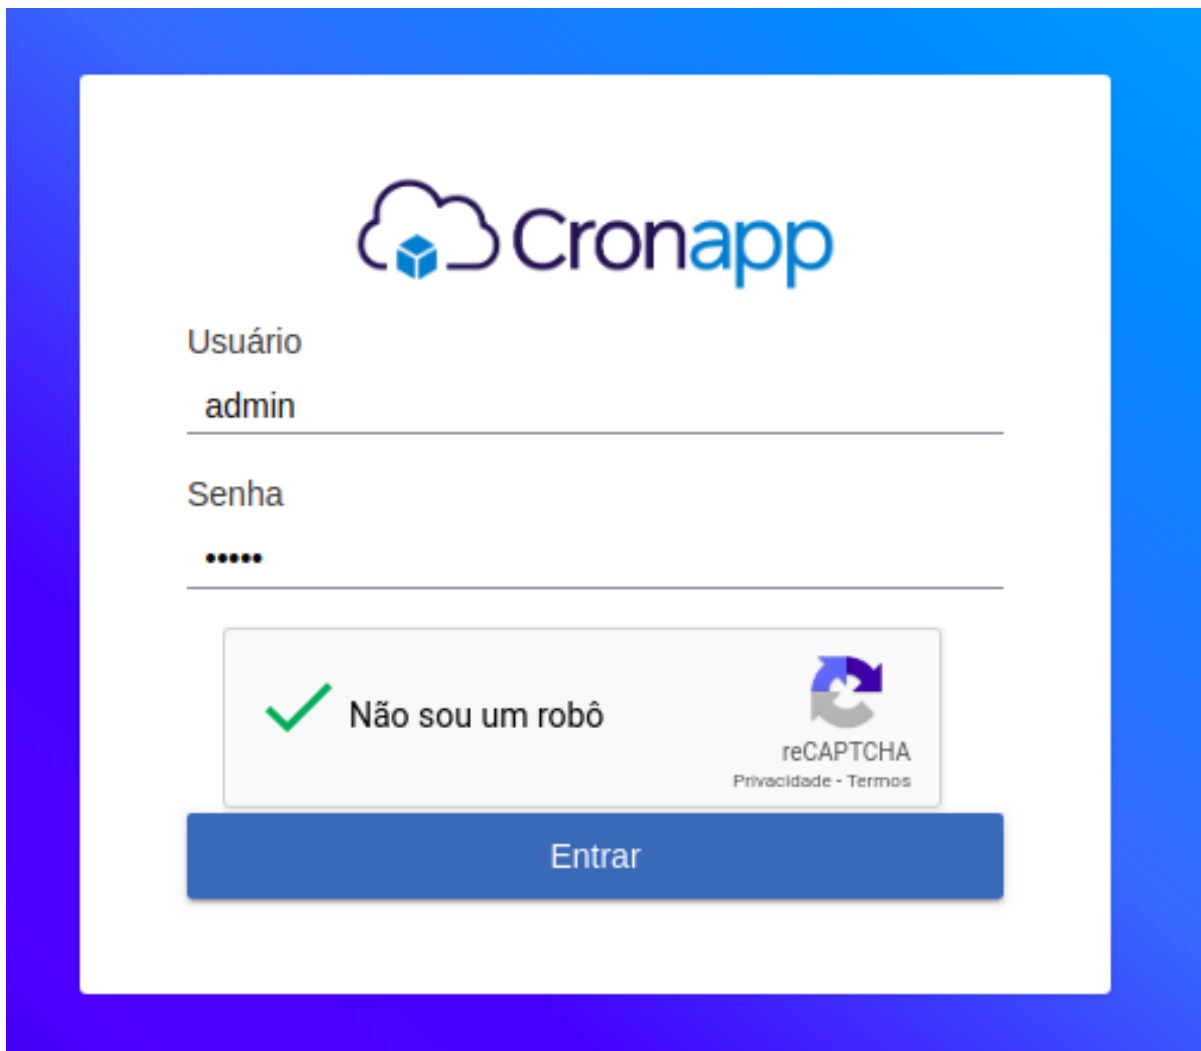 Cronapp
Usuário
admin
Senha
•••••
Não sou um robô
reCAPTCHA
Privacidade - Termos
Entrar